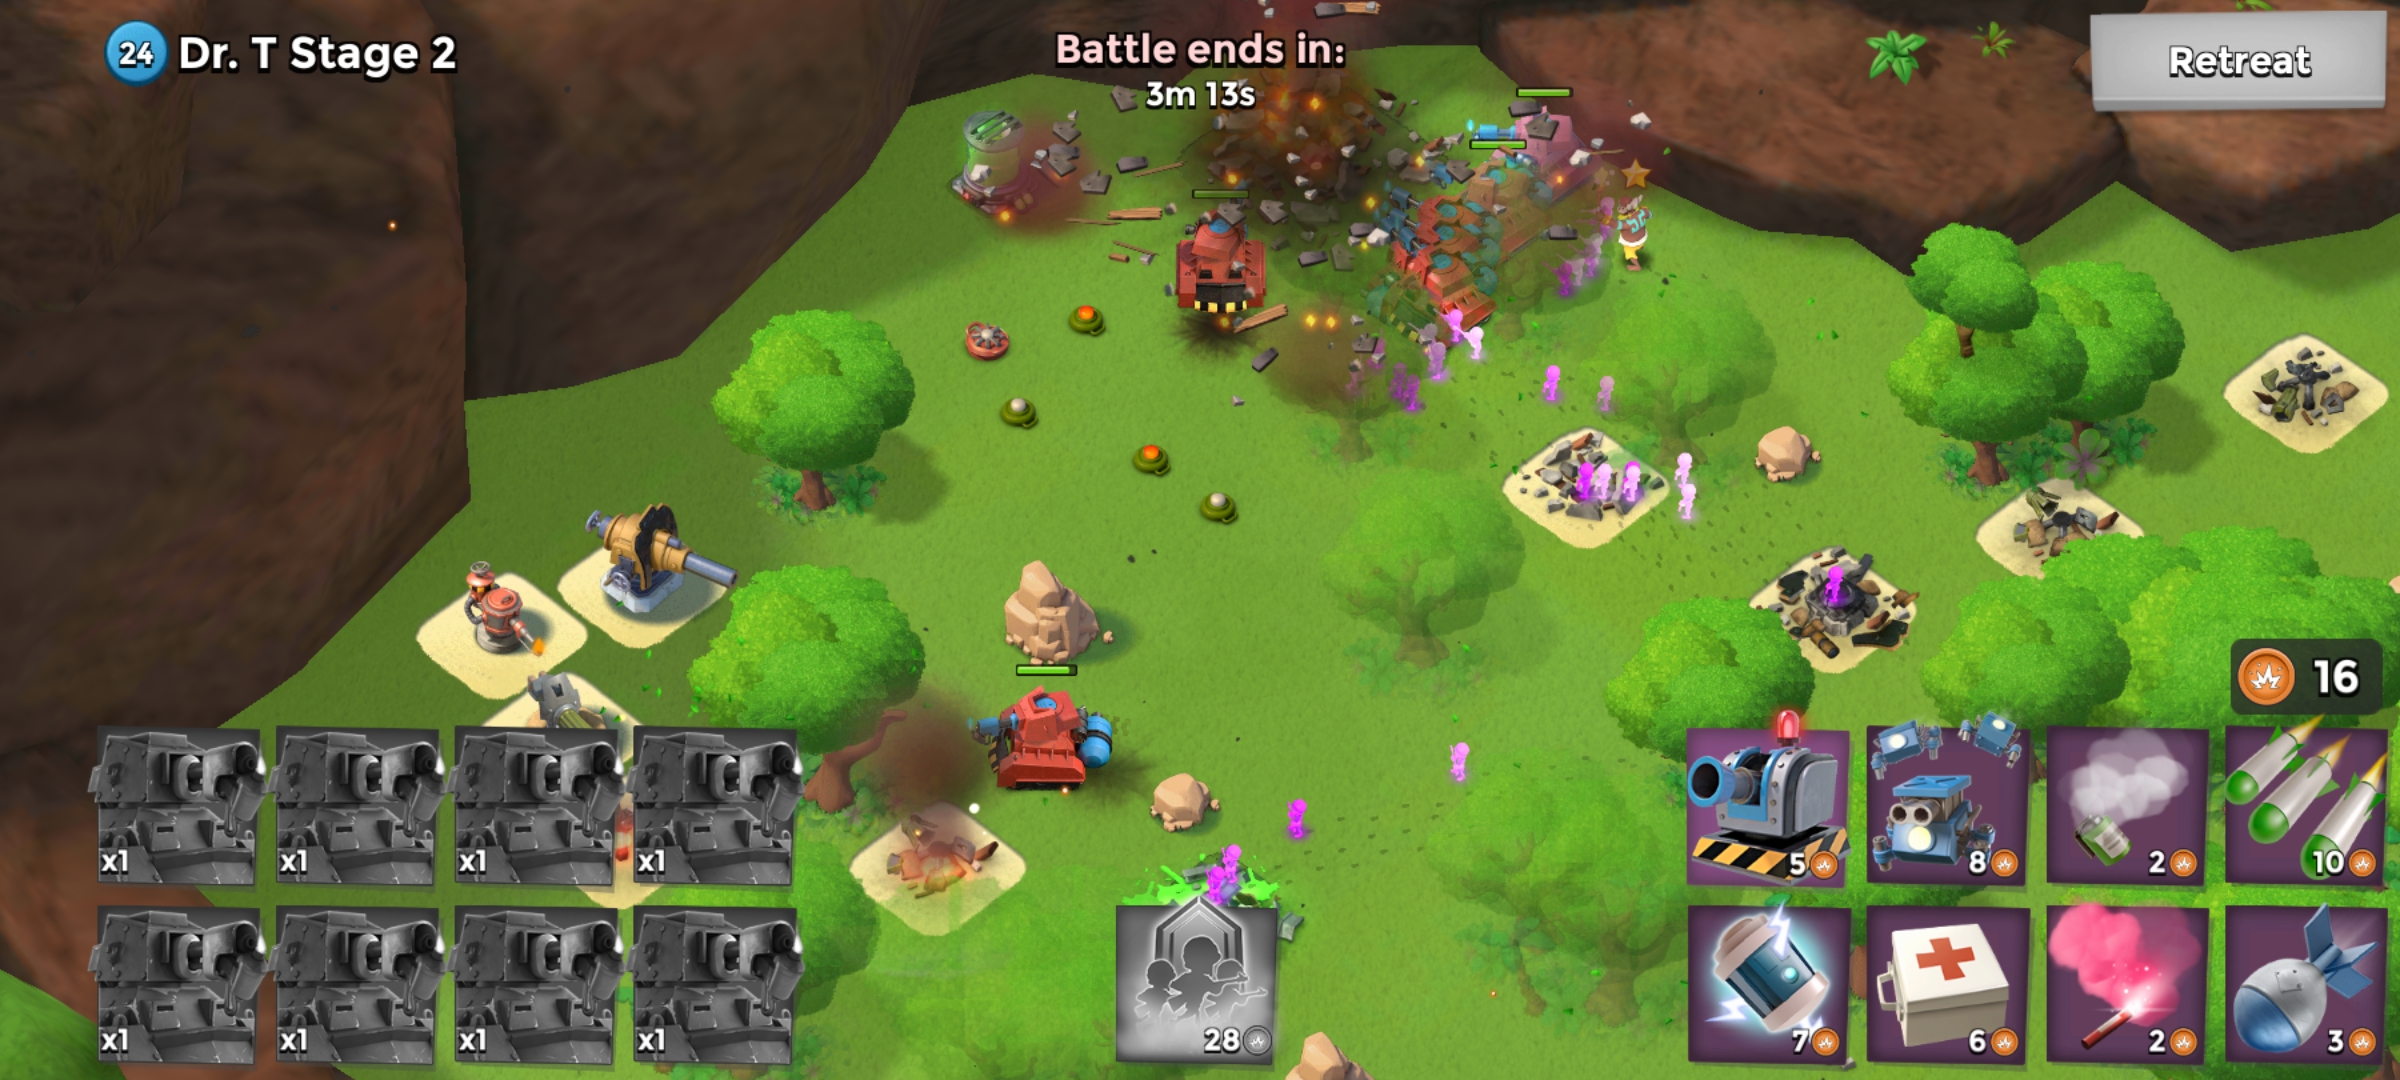 24 Dr. T Stage 2
Battle ends in:
3m 13s
Retreat
16
x1 x1 x1 x1
5 8 2 10
x1 x1 x1 x1
28
7 6 2 3